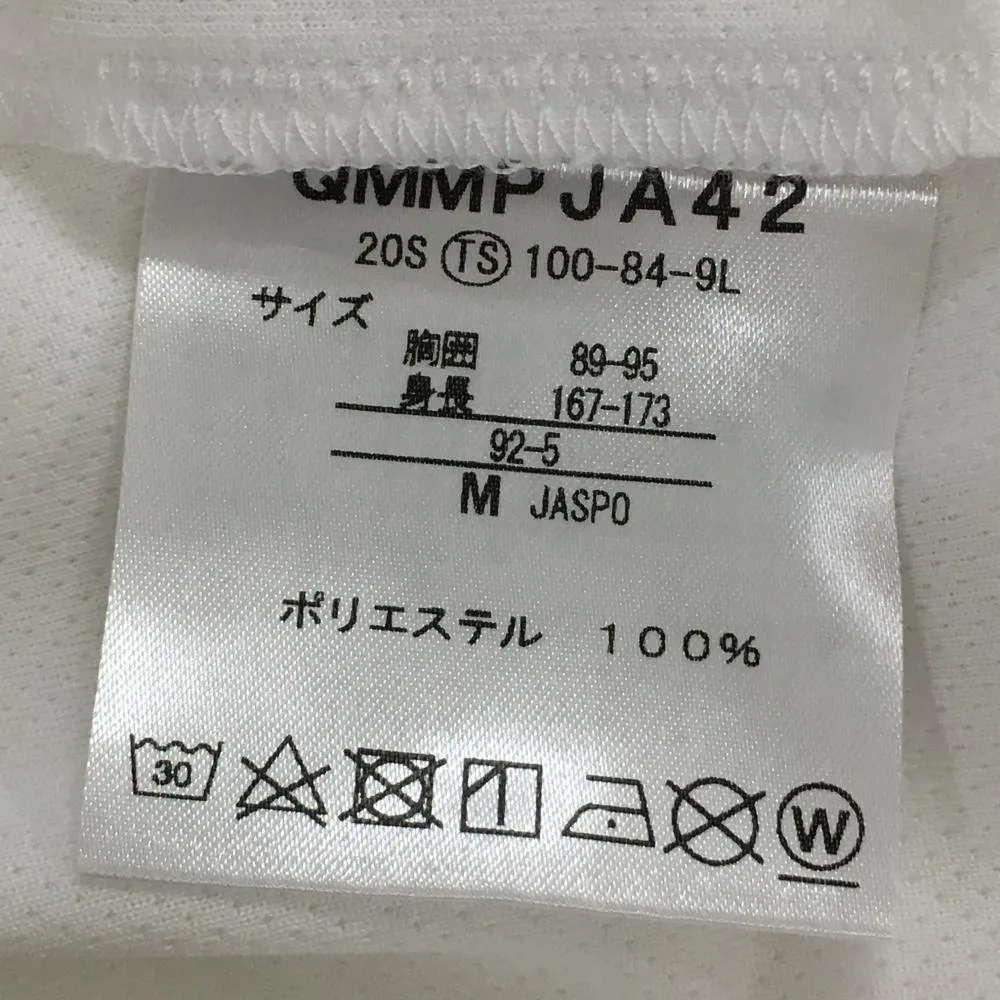 QMMPJA42
20S TS 100-84-9L
サイズ
胸囲 89-95
身長 167-173
92-5
M JASPO
ポリエステル 100%
30
W